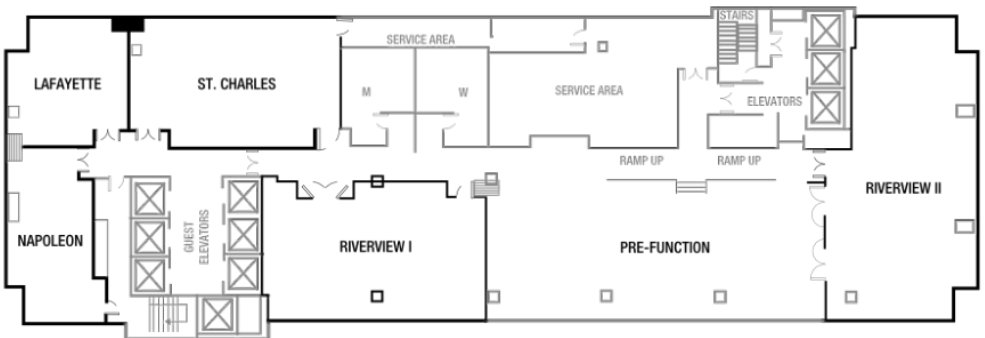 STAIRS
SERVICE AREA
LAFAYETTE
ST. CHARLES
M
W
SERVICE AREA
ELEVATORS
RAMP UP
RAMP UP
RIVERVIEW II
NAPOLEON
GUEST
ELEVATORS
RIVERVIEW I
PRE-FUNCTION